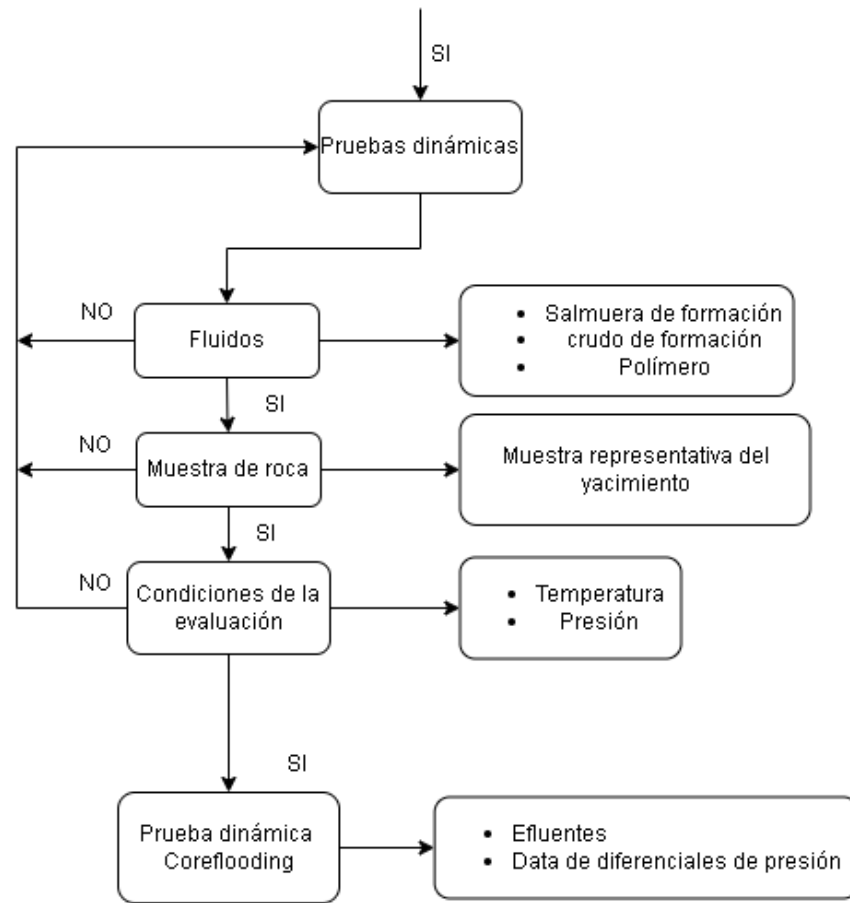 SI
Pruebas dinámicas
NO
Fluidos
• Salmuera de formación
• crudo de formación
• Polímero
SI
NO
Muestra de roca
Muestra representativa del
yacimiento
SI
NO
Condiciones de la
evaluación
• Temperatura
• Presión
SI
Prueba dinámica
Coreflooding
• Efluentes
• Data de diferenciales de presión